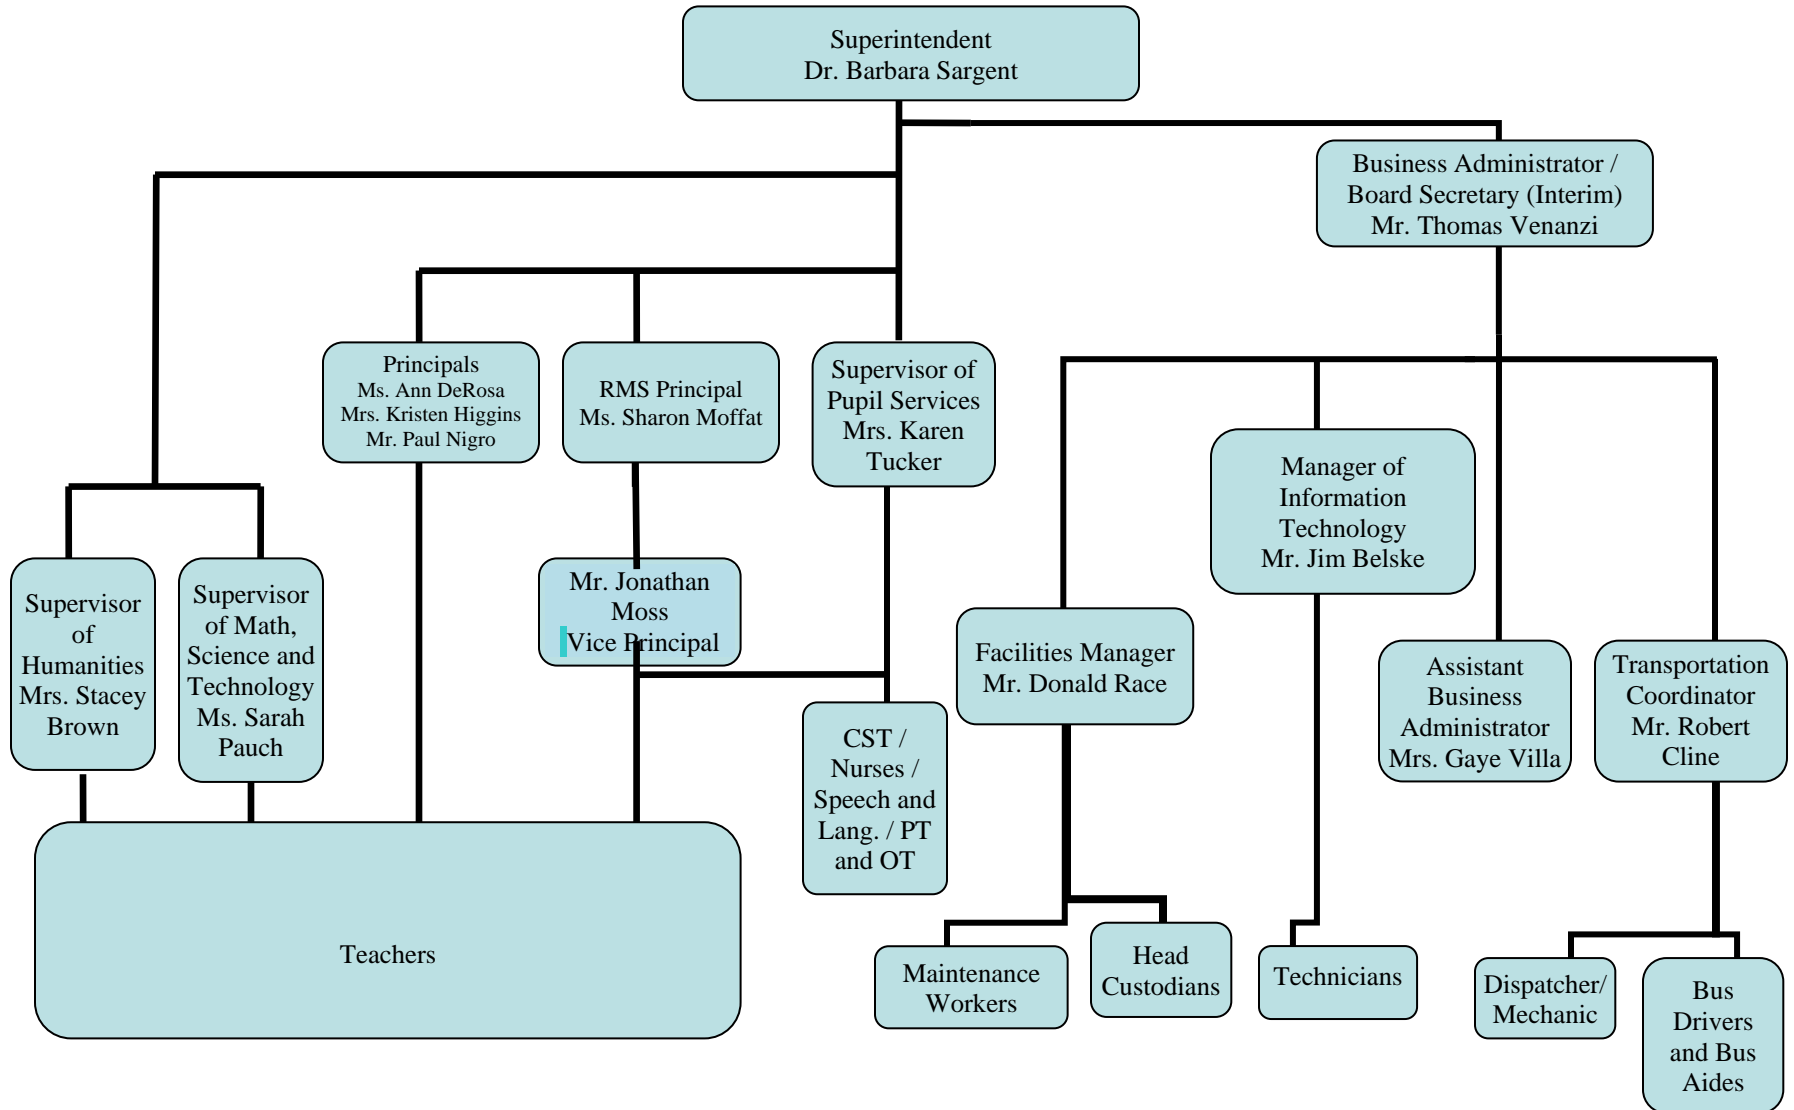 Superintendent
Dr. Barbara Sargent
Business Administrator /
Board Secretary (Interim)
Mr. Thomas Venanzi
Principals
Ms. Ann DeRosa
Mrs. Kristen Higgins
Mr. Paul Nigro
RMS Principal
Ms. Sharon Moffat
Supervisor of
Pupil Services
Mrs. Karen
Tucker
Manager of
Information
Technology
Mr. Jim Belske
Supervisor
of
Humanities
Mrs. Stacey
Brown
Supervisor
of Math,
Science and
Technology
Ms. Sarah
Pauch
Mr. Jonathan
Moss
Vice Principal
Facilities Manager
Mr. Donald Race
Assistant
Business
Administrator
Mrs. Gaye Villa
Transportation
Coordinator
Mr. Robert
Cline
CST /
Nurses /
Speech and
Lang. / PT
and OT
Teachers
Maintenance
Workers
Head
Custodians
Technicians
Dispatcher/
Mechanic
Bus
Drivers
and Bus
Aides